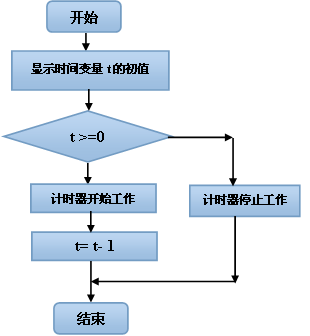 开始
显示时间变量 t的初值
t >=0
计时器开始工作
计时器停止工作
t= t- 1
结束